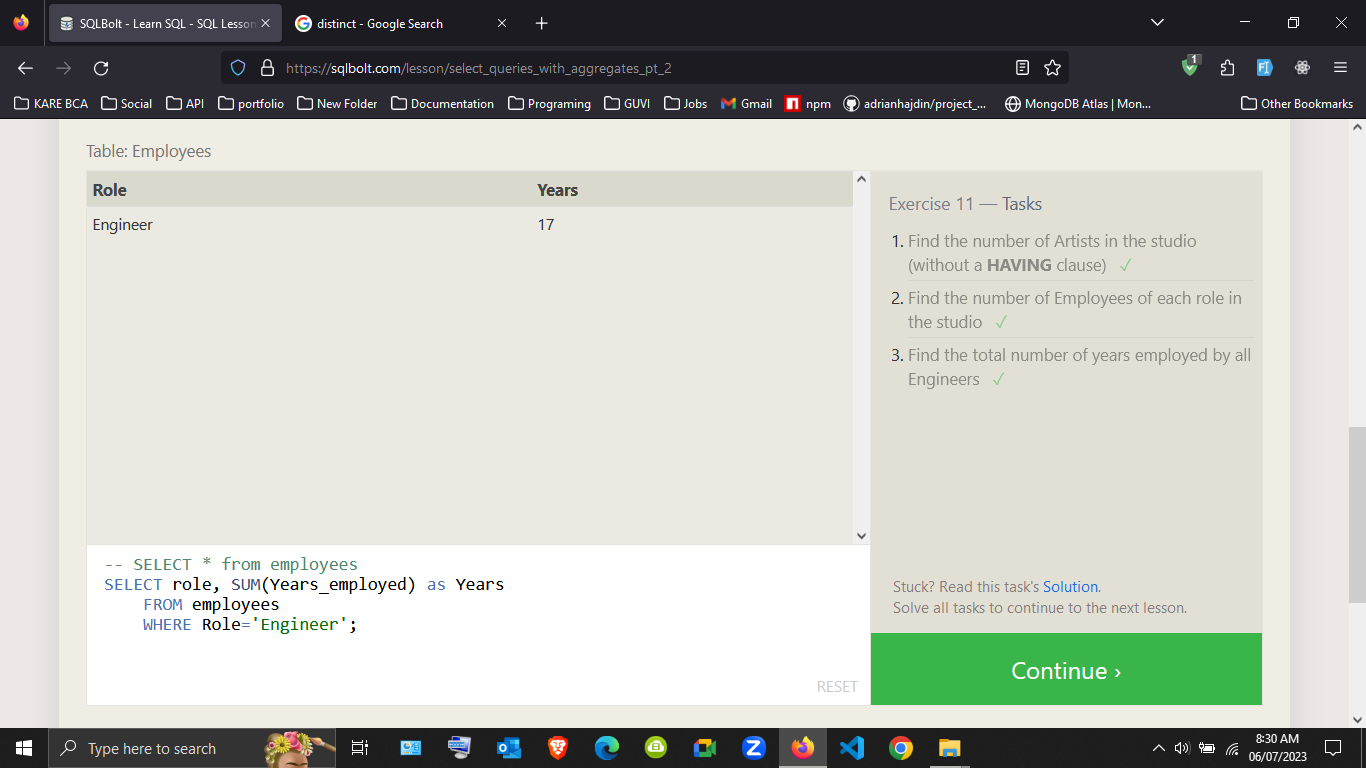 SQLBolt - Learn SQL - SQL Lesson
distinct - Google Search
https://sqlbolt.com/lesson/select_queries_with_aggregates_pt_2
1
KARE BCA
Social
API
portfolio
New Folder
Documentation
Programing
GUVI
Jobs
Gmail
npm
adrianhajdin/project_...
MongoDB Atlas | Mon...
Other Bookmarks
Table: Employees
Role Years
Engineer 17
Exercise 11 — Tasks
1. Find the number of Artists in the studio
(without a HAVING clause) ✓
2. Find the number of Employees of each role in
the studio ✓
3. Find the total number of years employed by all
Engineers ✓
-- SELECT * from employees
SELECT role, SUM(Years_employed) as Years
FROM employees
WHERE Role='Engineer';
RESET
Stuck? Read this task's Solution.
Solve all tasks to continue to the next lesson.
Continue ›
Type here to search
8:30 AM
06/07/2023